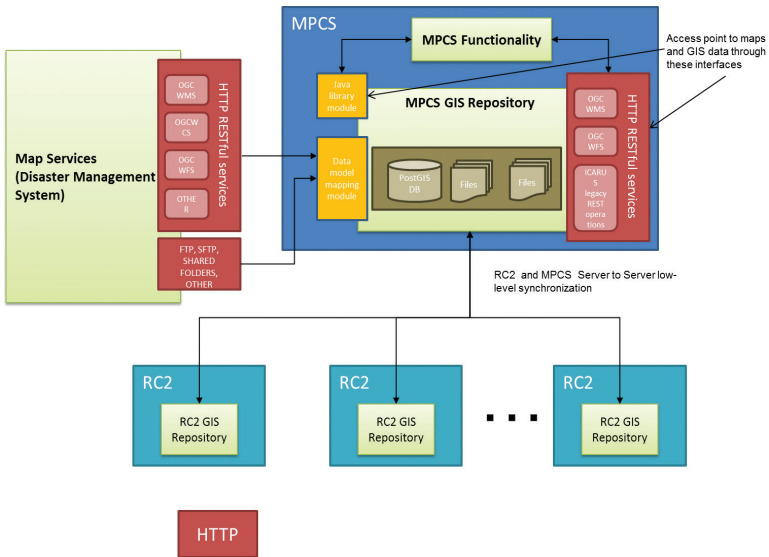 MPCS
MPCS Functionality
Access point to maps
and GIS data through
these interfaces
Map Services
(Disaster Management
System)
OGC
WMS
OGCW
CS
OGC
WFS
OTHE
R
HTTP RESTful services
FTP, SFTP,
SHARED
FOLDERS,
OTHER
Java
library
module
Data
model
mapping
module
MPCS GIS Repository
PostGIS
DB
Files
Files
OGC
WMS
OGC
WFS
ICARU
S
legacy
REST
opera
tions
HTTP RESTful services
RC2 and MPCS Server to Server low-
level synchronization
RC2
RC2 GIS
Repository
RC2
RC2 GIS
Repository
RC2
RC2 GIS
Repository
HTTP